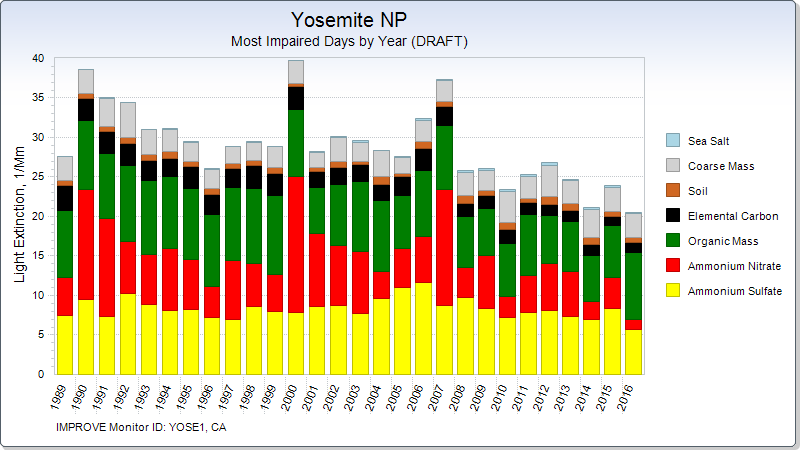 Yosemite NP
Most Impaired Days by Year (DRAFT)
Light Extinction, 1/Mm
40
35
30
25
20
15
10
5
0
1989 1990 1991 1992 1993 1994 1995 1996 1997 1998 1999 2000 2001 2002 2003 2004 2005 2006 2007 2008 2009 2010 2011 2012 2013 2014 2015 2016
Sea Salt
Coarse Mass
Soil
Elemental Carbon
Organic Mass
Ammonium Nitrate
Ammonium Sulfate
IMPROVE Monitor ID: YOSE1, CA